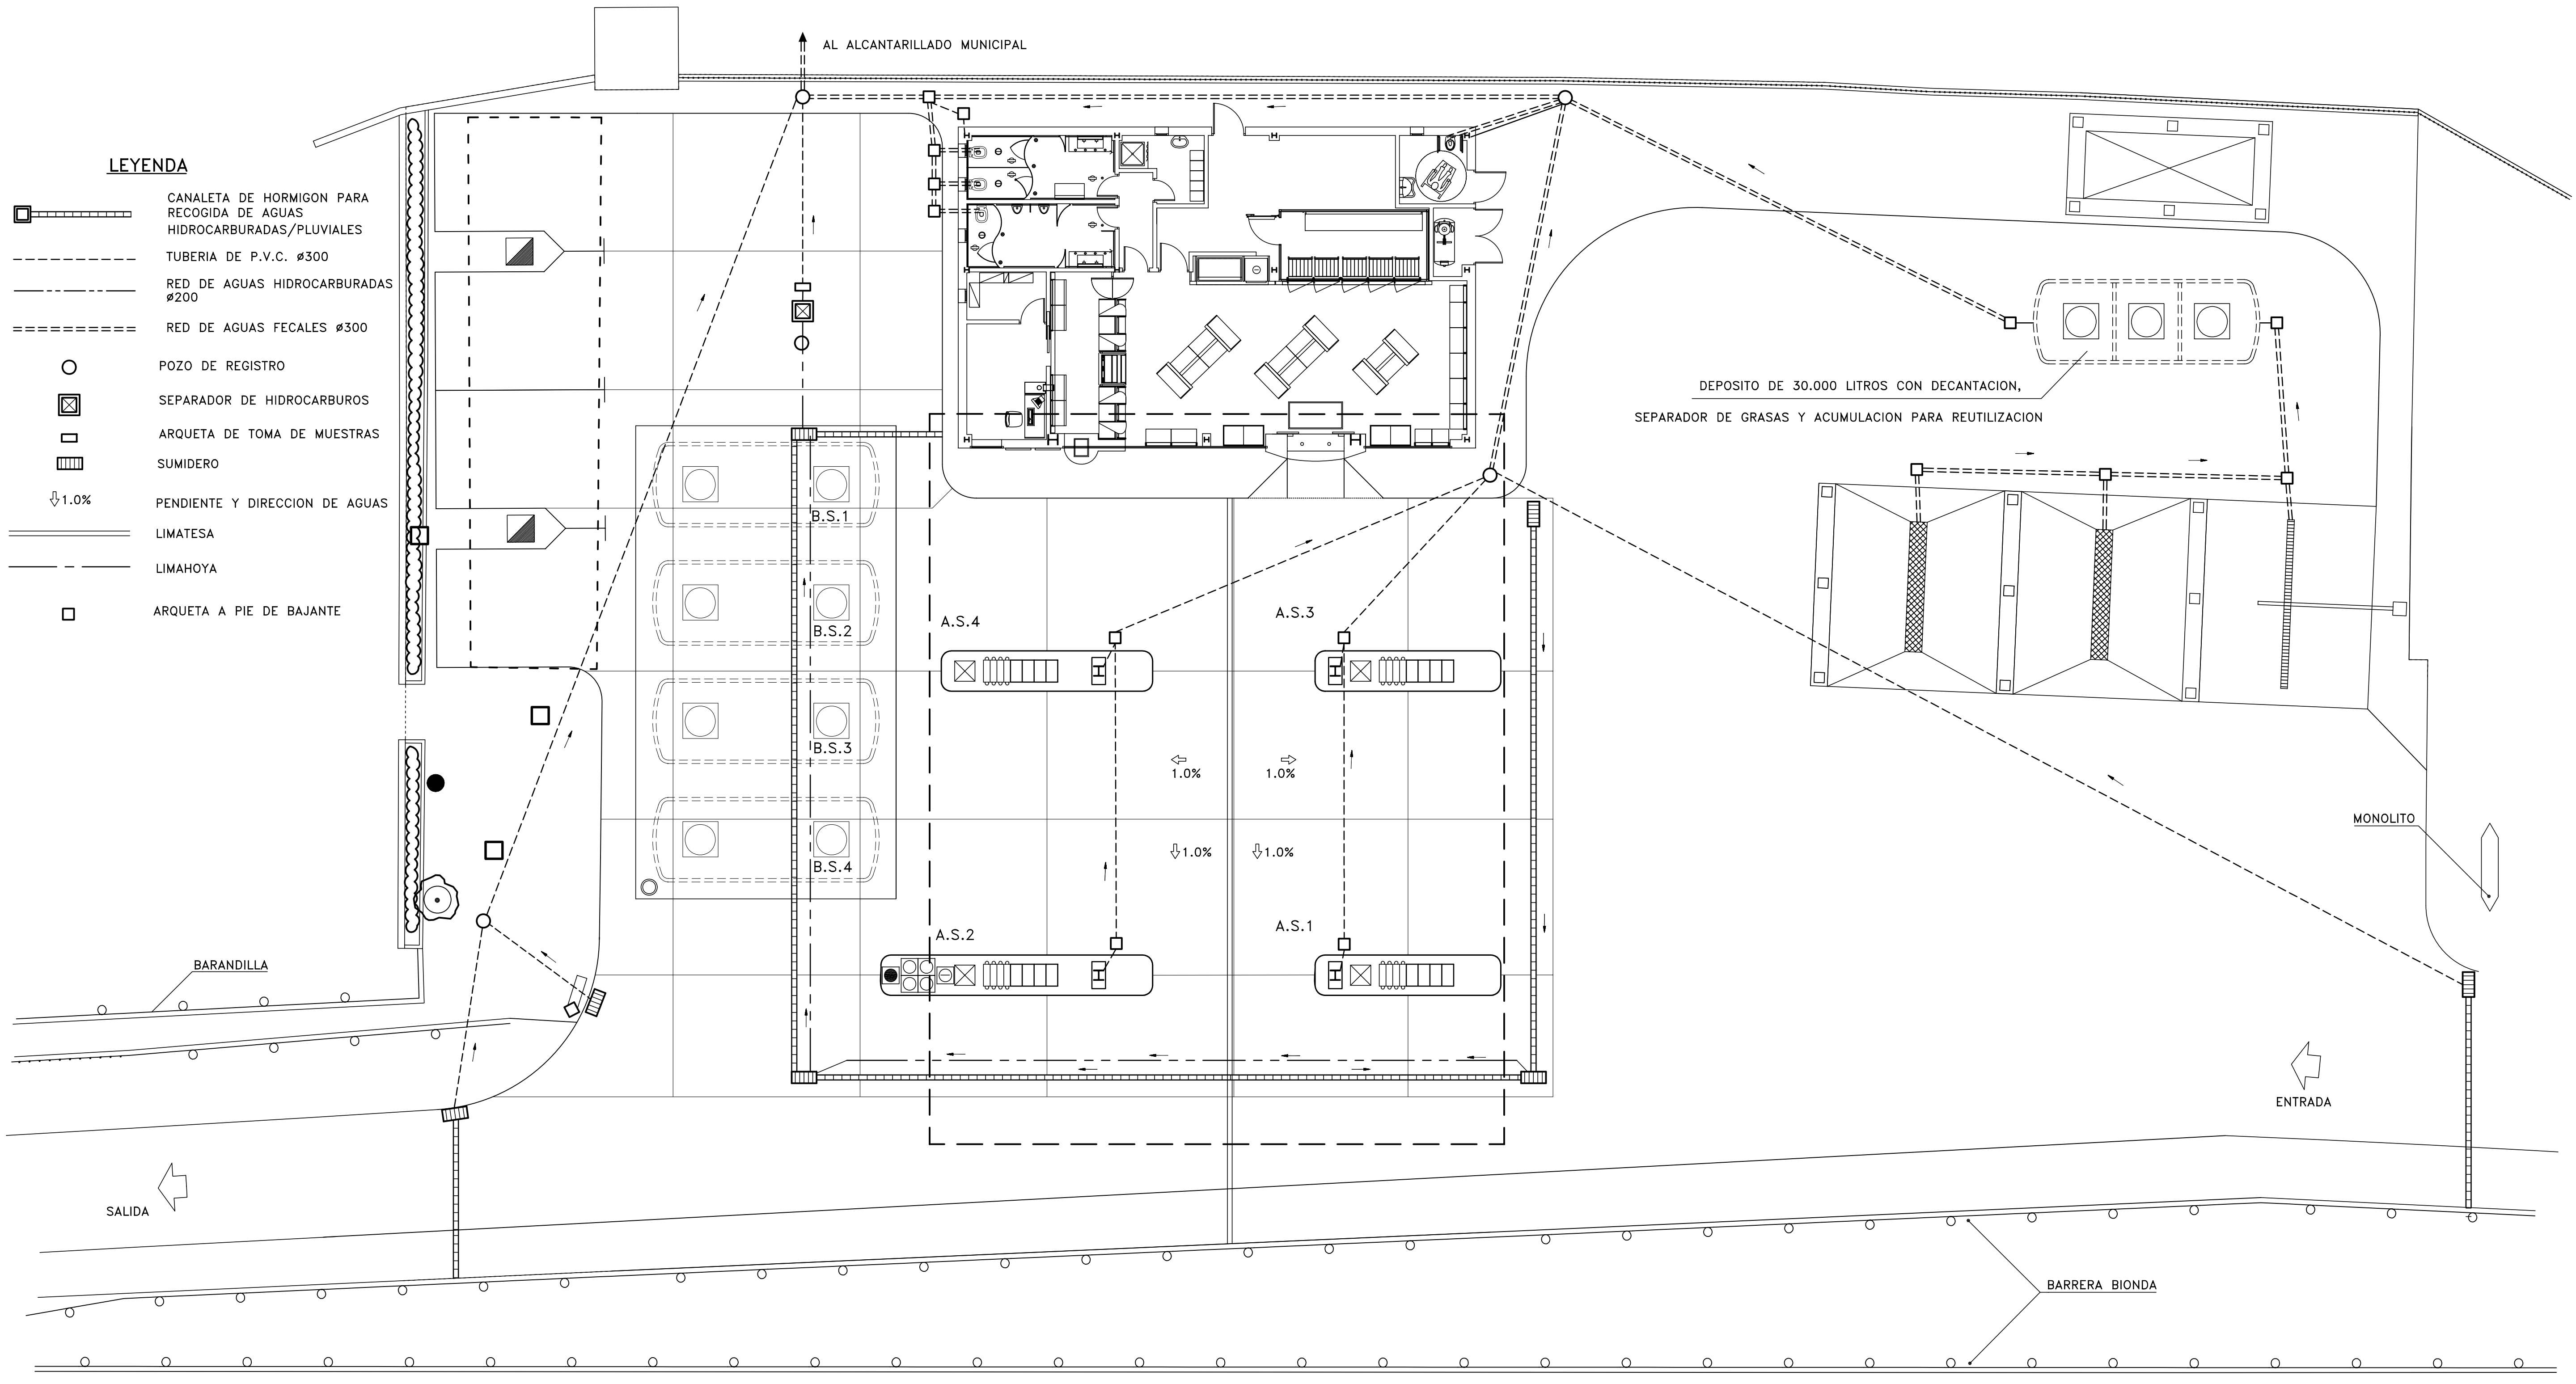 AL ALCANTARILLADO MUNICIPAL
LEYENDA
CANALETA DE HORMIGON PARA
RECOGIDA DE AGUAS
HIDROCARBURADAS/PLUVIALES
TUBERIA DE P.V.C. ø300
RED DE AGUAS HIDROCARBURADAS
ø200
RED DE AGUAS FECALES ø300
POZO DE REGISTRO
SEPARADOR DE HIDROCARBUROS
ARQUETA DE TOMA DE MUESTRAS
SUMIDERO
1.0%
PENDIENTE Y DIRECCION DE AGUAS
LIMATESA
LIMAHOYA
ARQUETA A PIE DE BAJANTE
DEPOSITO DE 30.000 LITROS CON DECANTACION,
SEPARADOR DE GRASAS Y ACUMULACION PARA REUTILIZACION
B.S.1
B.S.2
B.S.3
B.S.4
A.S.4
A.S.3
1.0%
1.0%
1.0%
1.0%
A.S.2
A.S.1
MONOLITO
BARANDILLA
ENTRADA
SALIDA
BARRERA BIONDA